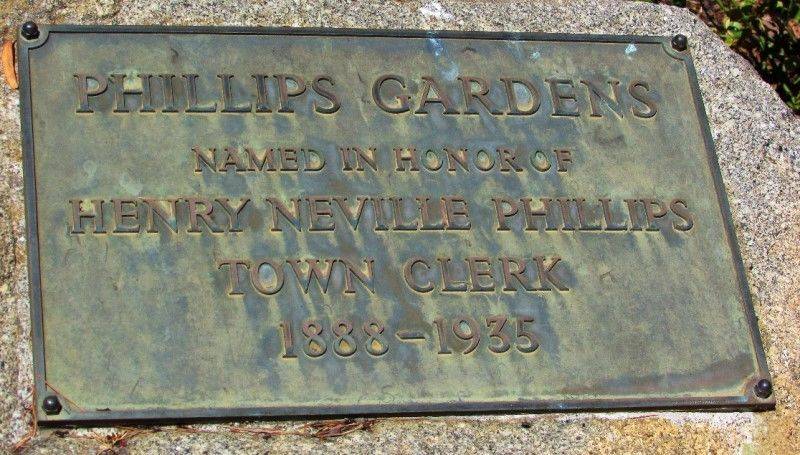 PHILLIPS GARDENS
NAMED IN HONOR OF
HENRY NEVILLE PHILLIPS
TOWN CLERK
1888-1935